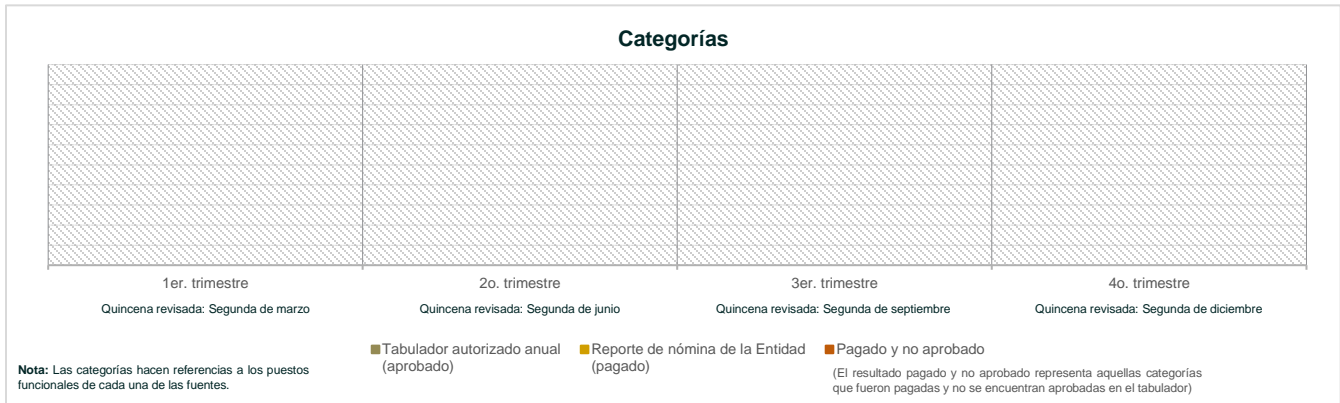 Categorías
1er. trimestre
2o. trimestre
3er. trimestre
4o. trimestre
Quincena revisada: Segunda de marzo
Quincena revisada: Segunda de junio
Quincena revisada: Segunda de septiembre
Quincena revisada: Segunda de diciembre
Tabulador autorizado anual
(aprobado)
Reporte de nómina de la Entidad
(pagado)
Pagado y no aprobado
Nota: Las categorías hacen referencias a los puestos
funcionales de cada una de las fuentes.
(El resultado pagado y no aprobado representa aquellas categorías
que fueron pagadas y no se encuentran aprobadas en el tabulador)